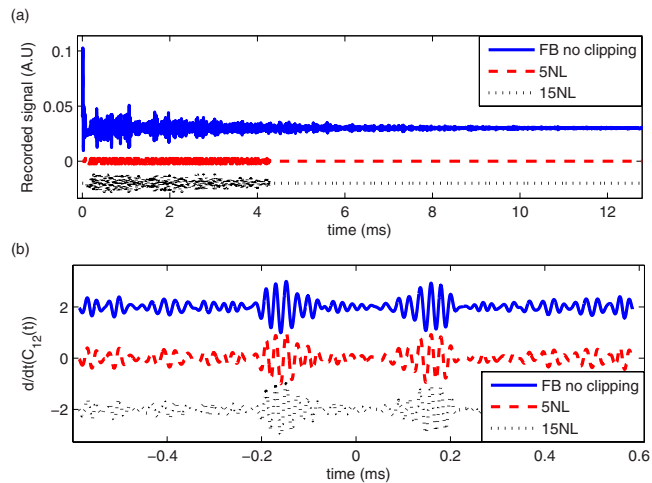 (a)
Recorded signal (A.U)
0.1
0.05
0
FB no clipping
5NL
15NL
0 2 4 6 8 10 12
time (ms)
(b)
d/dt(C_12(t))
2
0
−2
FB no clipping
5NL
15NL
−0.4 −0.2 0 0.2 0.4 0.6
time (ms)